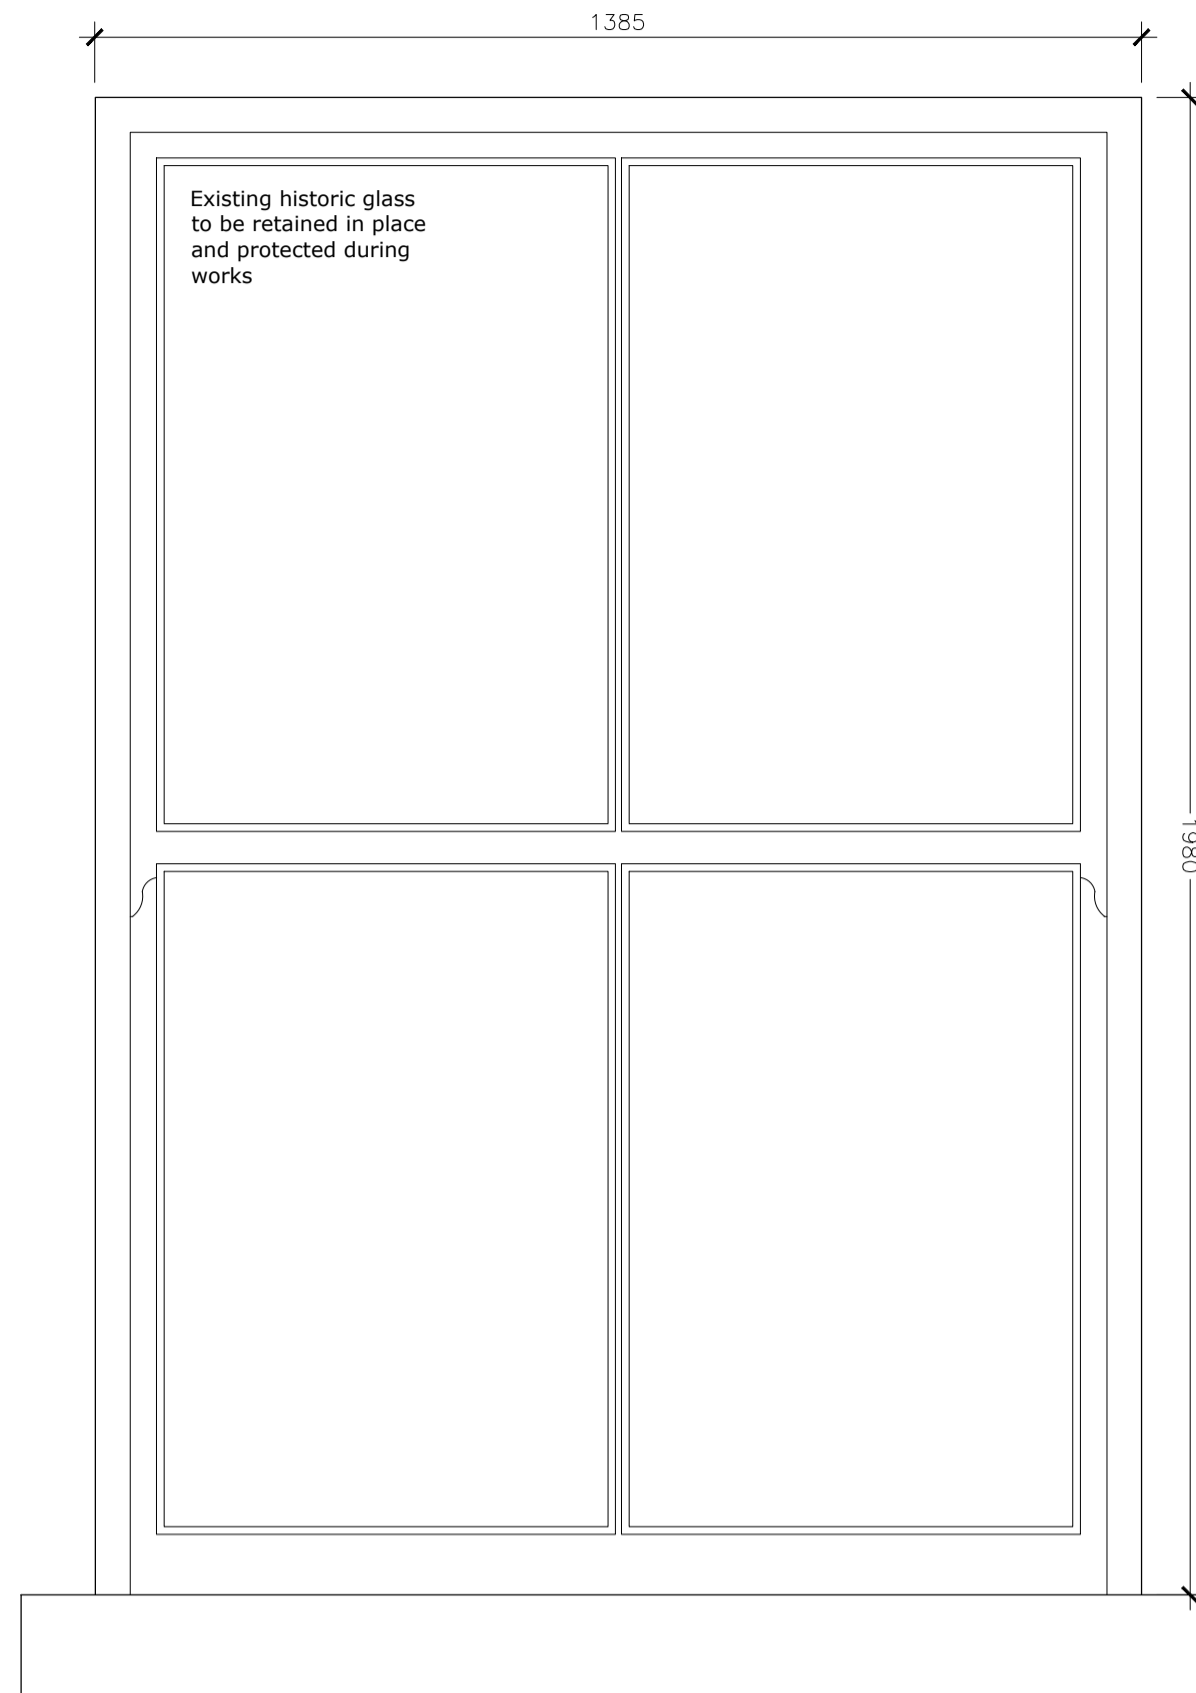 1385
Existing historic glass
to be retained in place
and protected during
works
1980